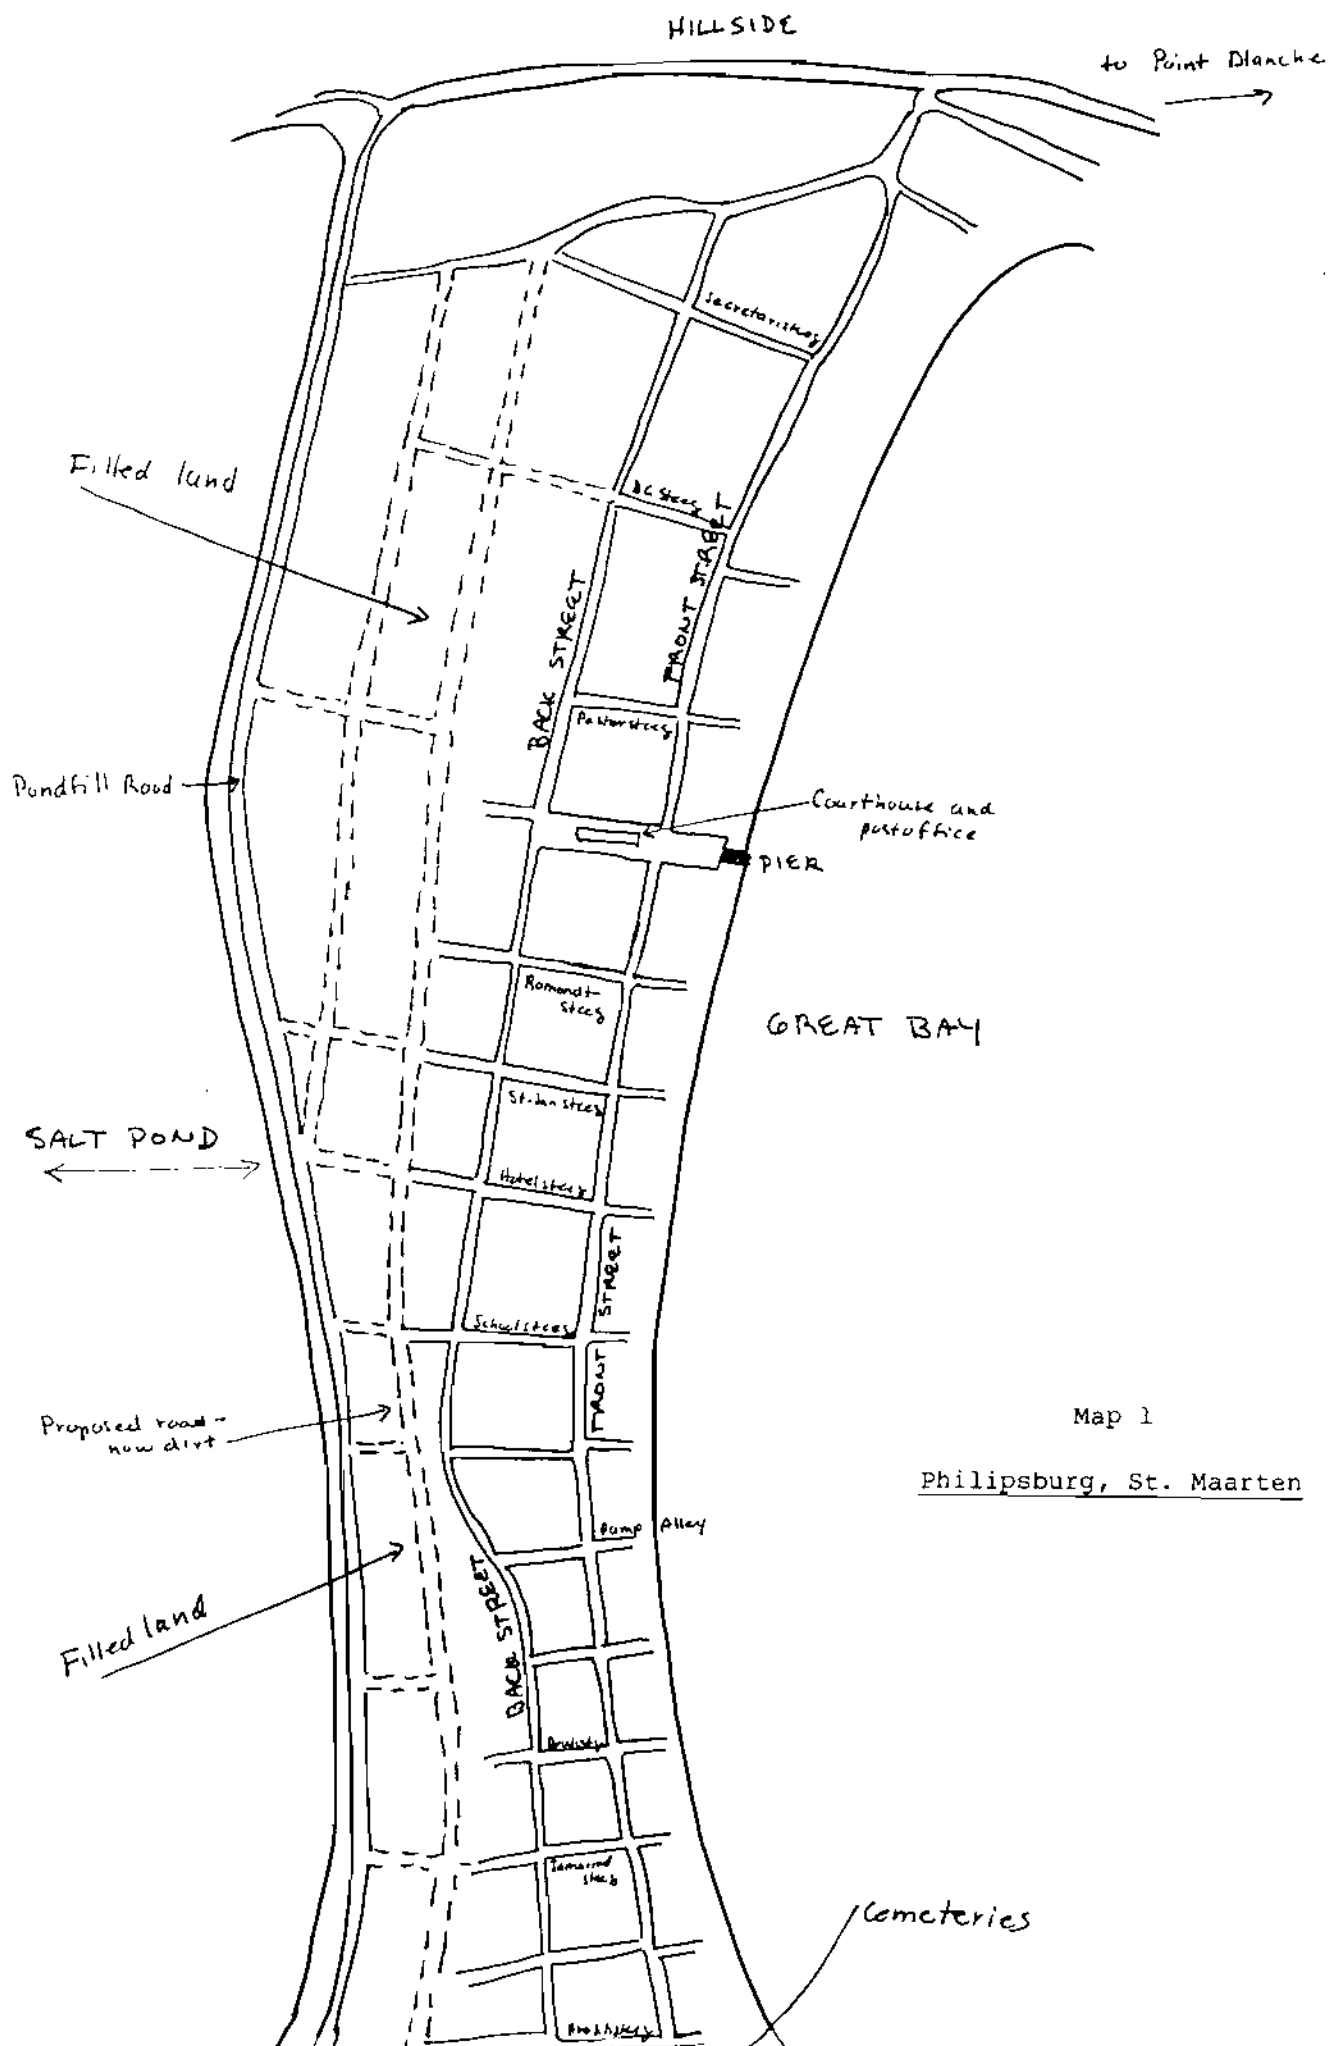 HILLSIDE
to Point Blanche
Secretarissteeg
Filled land
DC Steeg
FRONT STREET
BACK STREET
Pastorsteeg
Pondfill Road
Courthouse and
postoffice
PIER
Romondt
steeg
GREAT BAY
St. Jan steeg
SALT POND
Hotelsteeg
STREET
Schoolsteeg
FRONT
Proposed road -
now dirt
Map 1
Philipsburg, St. Maarten
Pump Alley
BACK STREET
Filled land
Tamarind
steeg
Cemeteries